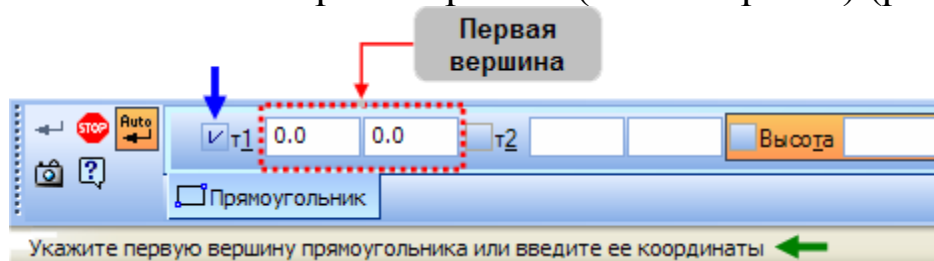 Первая
вершина
STOP Auto т1 0.0 0.0 т2 Высота
Прямоугольник
Укажите первую вершину прямоугольника или введите ее координаты